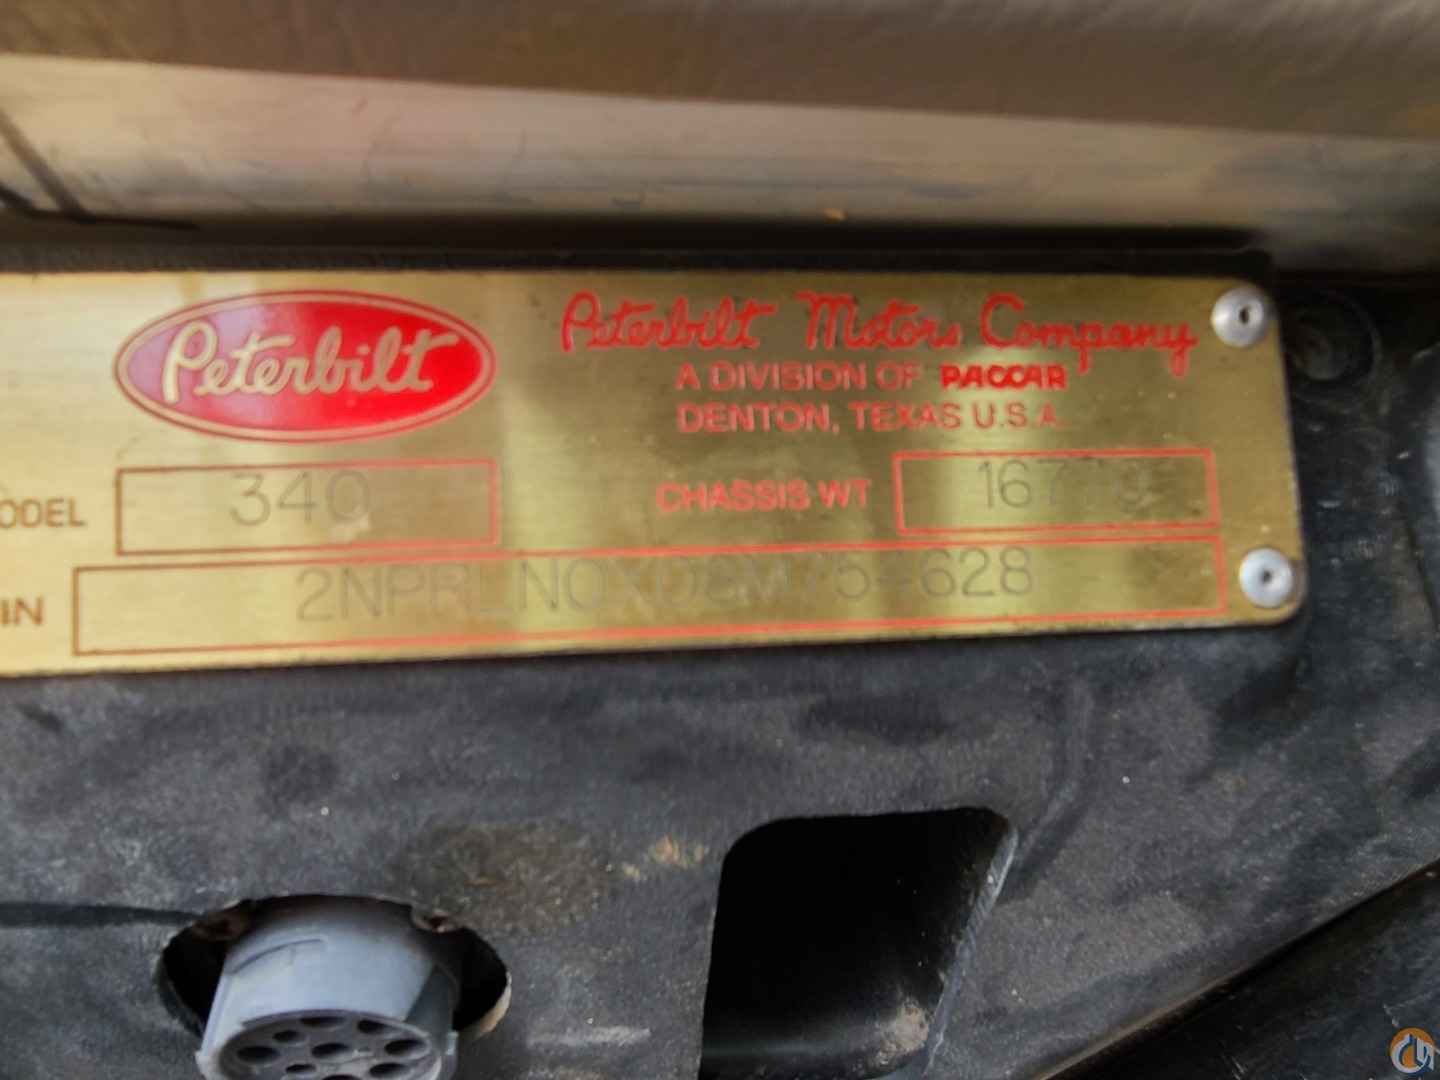 Peterbilt
Peterbilt Motors Company
A DIVISION OF PACCAR
DENTON, TEXAS U.S.A.
ODEL 340 CHASSIS WT
IN